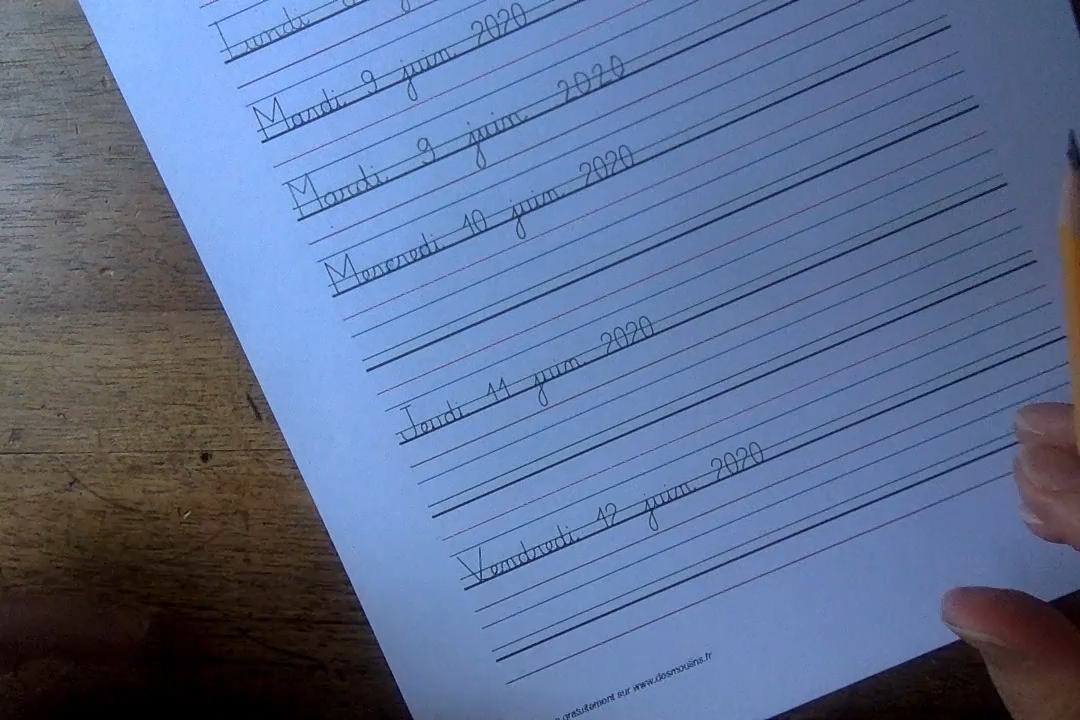 Lundi
Mardi 9 juin 2020
Mardi 9 juin 2020
Mercredi 10 juin 2020
Jeudi 11 juin 2020
Vendredi 12 juin 2020
gratuitement sur www.desmoulins.fr